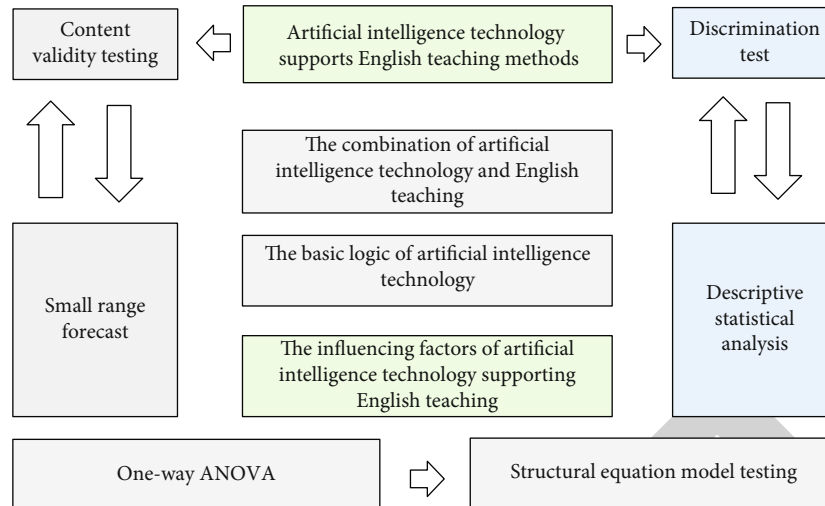 Content
validity testing
Artificial intelligence technology
supports English teaching methods
Discrimination
test
The combination of artificial
intelligence technology and English
teaching
The basic logic of artificial intelligence
technology
Small range
forecast
Descriptive
statistical
analysis
The influencing factors of artificial
intelligence technology supporting
English teaching
One-way ANOVA
Structural equation model testing